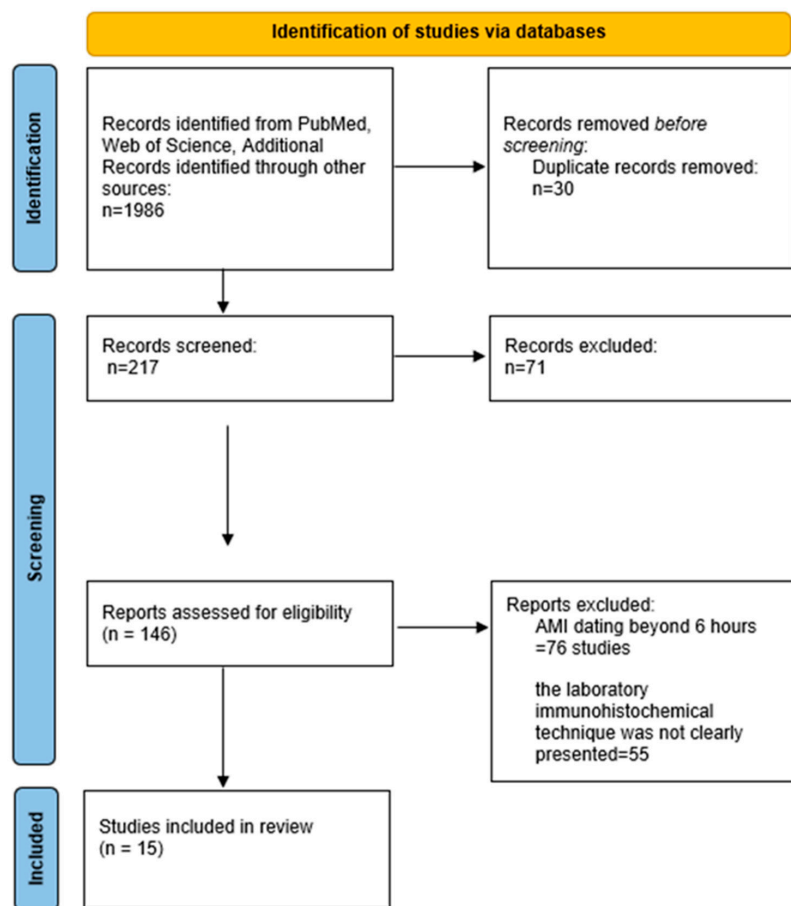 Identification of studies via databases
Identification
Records identified from PubMed,
Web of Science, Additional
Records identified through other
sources:
n=1986
Records removed before
screening:
Duplicate records removed:
n=30
Screening
Records screened:
n=217
Records excluded:
n=71
Reports assessed for eligibility
(n = 146)
Reports excluded:
AMI dating beyond 6 hours
=76 studies
the laboratory
immunohistochemical
technique was not clearly
presented=55
Included
Studies included in review
(n = 15)